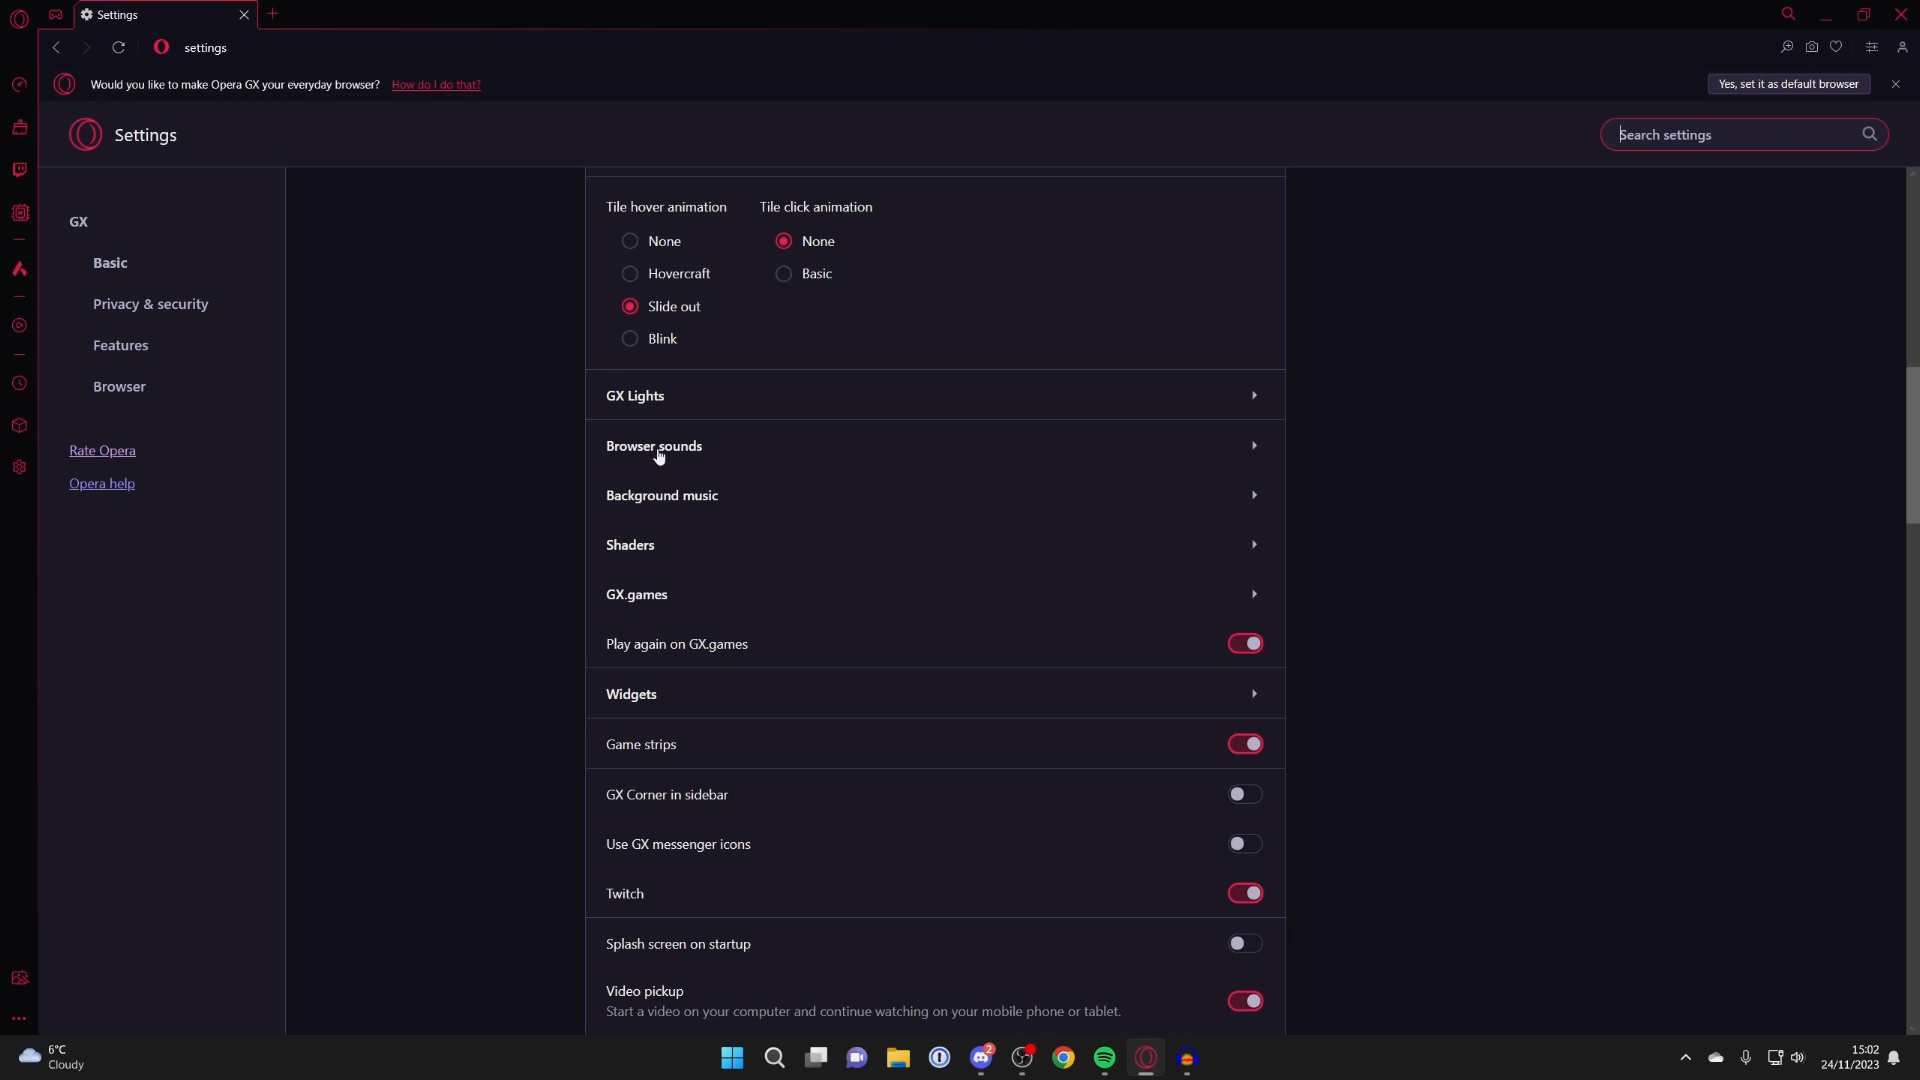 Settings
settings
Would you like to make Opera GX your everyday browser? How do I do that? Yes, set it as default browser
Settings
Search settings
GX
Basic
Privacy & security
Features
Browser
Rate Opera
Opera help
Tile hover animation Tile click animation
None None
Hovercraft Basic
Slide out
Blink
GX Lights
Browser sounds
Background music
Shaders
GX.games
Play again on GX.games
Widgets
Game strips
GX Corner in sidebar
Use GX messenger icons
Twitch
Splash screen on startup
Video pickup
Start a video on your computer and continue watching on your mobile phone or tablet.
6°C
Cloudy
2
15:02
24/11/2023